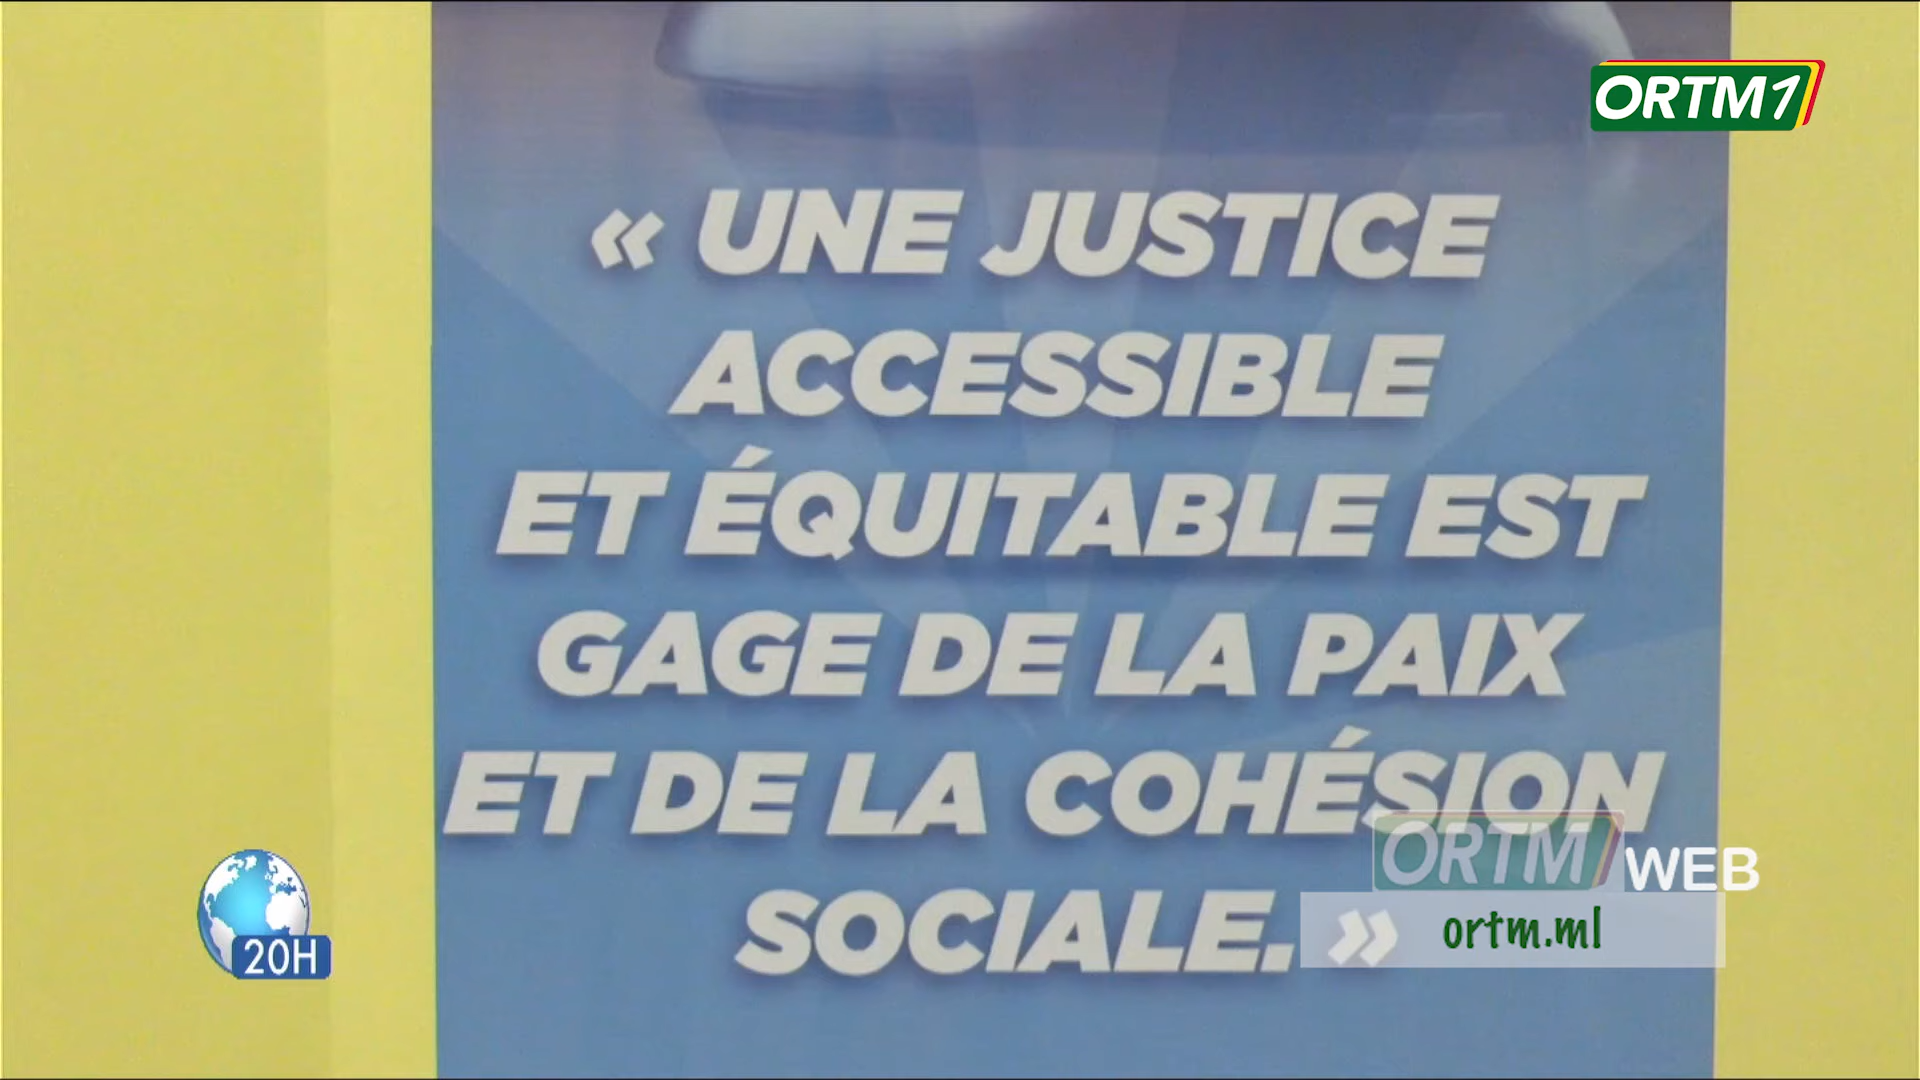 ORTM1
« UNE JUSTICE
ACCESSIBLE
ET ÉQUITABLE EST
GAGE DE LA PAIX
ET DE LA COHÉSION
SOCIALE. »
ORTM WEB
ortm.ml
20H